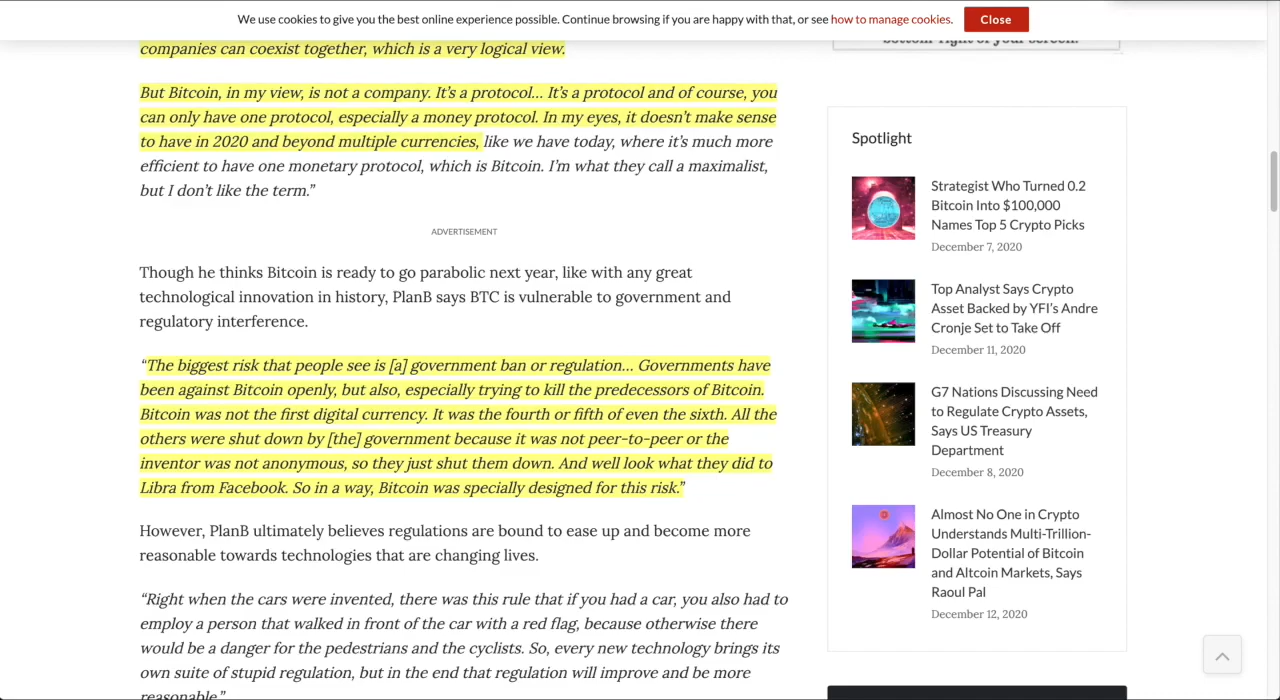 We use cookies to give you the best online experience possible. Continue browsing if you are happy with that, or see how to manage cookies.
Close
companies can coexist together, which is a very logical view.
But Bitcoin, in my view, is not a company. It’s a protocol… It’s a protocol and of course, you
can only have one protocol, especially a money protocol. In my eyes, it doesn’t make sense
to have in 2020 and beyond multiple currencies, like we have today, where it’s much more
efficient to have one monetary protocol, which is Bitcoin. I’m what they call a maximalist,
but I don’t like the term.”
ADVERTISEMENT
Though he thinks Bitcoin is ready to go parabolic next year, like with any great
technological innovation in history, PlanB says BTC is vulnerable to government and
regulatory interference.
“The biggest risk that people see is [a] government ban or regulation… Governments have
been against Bitcoin openly, but also, especially trying to kill the predecessors of Bitcoin.
Bitcoin was not the first digital currency. It was the fourth or fifth of even the sixth. All the
others were shut down by [the] government because it was not peer-to-peer or the
inventor was not anonymous, so they just shut them down. And well look what they did to
Libra from Facebook. So in a way, Bitcoin was specially designed for this risk.”
However, PlanB ultimately believes regulations are bound to ease up and become more
reasonable towards technologies that are changing lives.
“Right when the cars were invented, there was this rule that if you had a car, you also had to
employ a person that walked in front of the car with a red flag, because otherwise there
would be a danger for the pedestrians and the cyclists. So, every new technology brings its
own suite of stupid regulation, but in the end that regulation will improve and be more
reasonable.”
bottom right of your screen.
Spotlight
Strategist Who Turned 0.2
Bitcoin Into $100,000
Names Top 5 Crypto Picks
December 7, 2020
Top Analyst Says Crypto
Asset Backed by YFI’s Andre
Cronje Set to Take Off
December 11, 2020
G7 Nations Discussing Need
to Regulate Crypto Assets,
Says US Treasury
Department
December 8, 2020
Almost No One in Crypto
Understands Multi-Trillion-
Dollar Potential of Bitcoin
and Altcoin Markets, Says
Raoul Pal
December 12, 2020